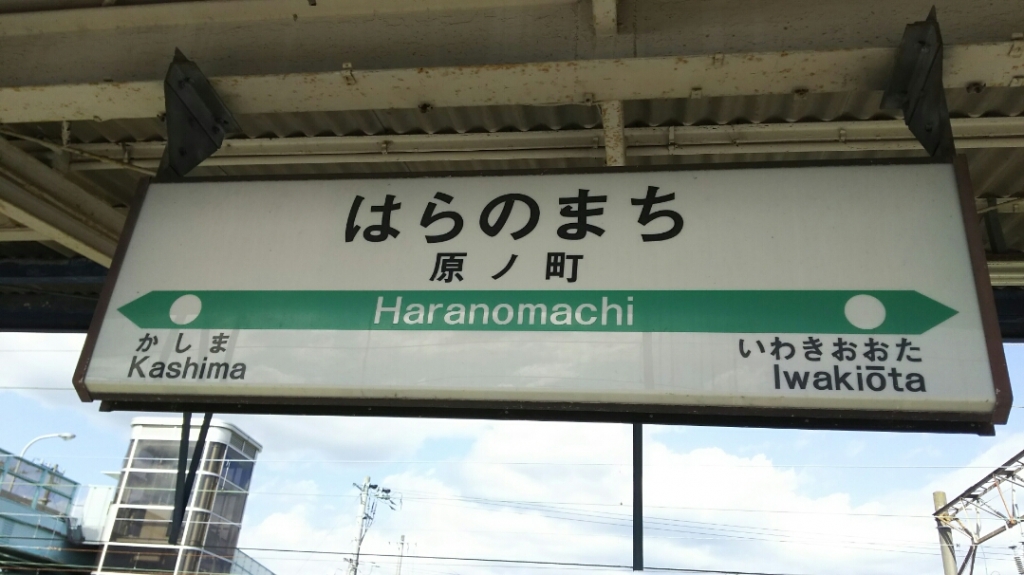 はらのまち
原ノ町
Haranomachi
かしま
Kashima
いわきおおた
Iwakiōta